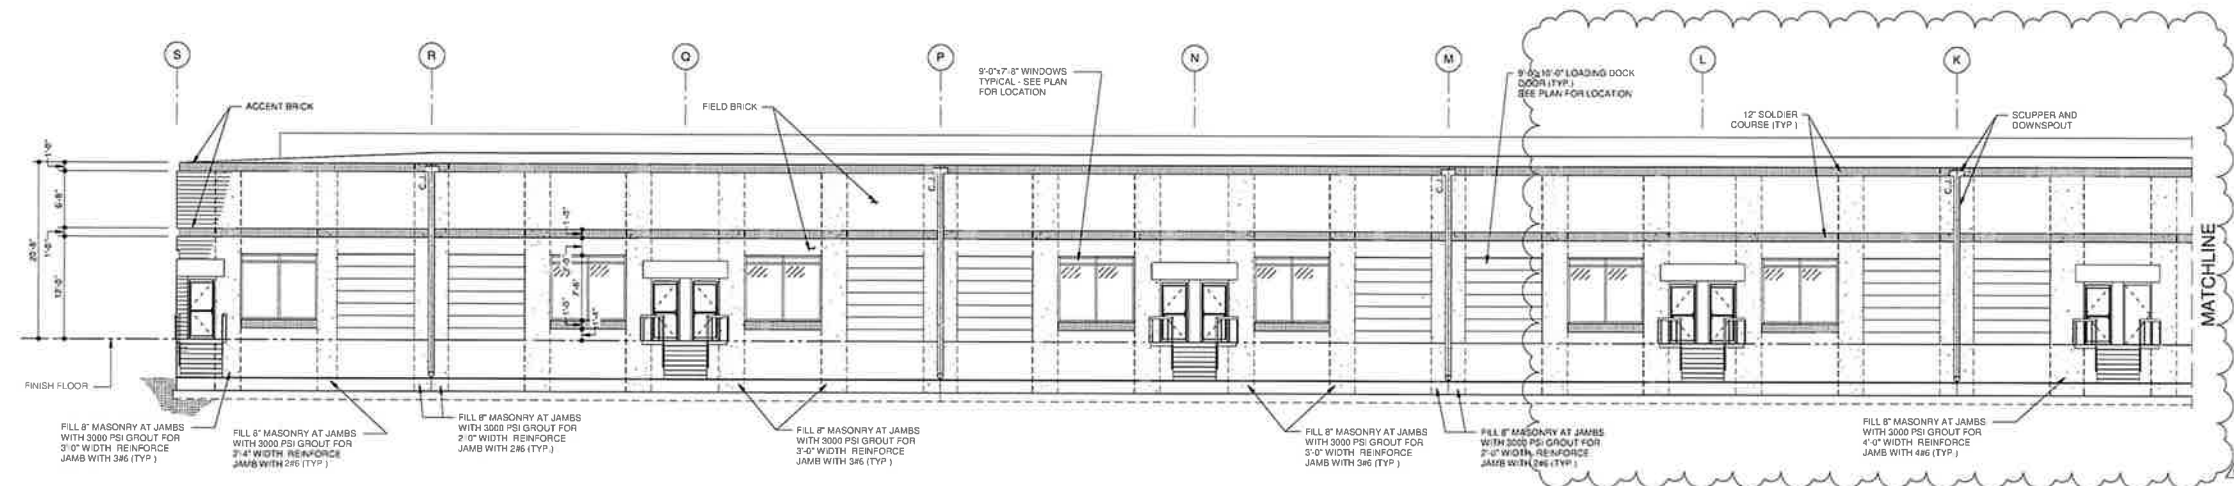 S
R
Q
P
N
M
L
K
ACCENT BRICK
FIELD BRICK
9'-0"x7'-8" WINDOWS
TYPICAL - SEE PLAN
FOR LOCATION
9'-0"x10'-0" LOADING DOCK
DOOR (TYP.)
SEE PLAN FOR LOCATION
12" SOLDIER
COURSE (TYP.)
SCUPPER AND
DOWNSPOUT
20'-8"
1'-0"
6'-8"
1'-0"
12'-0"
C.J.
C.J.
C.J.
C.J.
7'-8"
1'-0"
1'-4"
MATCHLINE
FINISH FLOOR
FILL 8" MASONRY AT JAMBS
WITH 3000 PSI GROUT FOR
3'-0" WIDTH REINFORCE
JAMB WITH 3#6 (TYP.)
FILL 8" MASONRY AT JAMBS
WITH 3000 PSI GROUT FOR
2'-4" WIDTH REINFORCE
JAMB WITH 2#6 (TYP.)
FILL 8" MASONRY AT JAMBS
WITH 3000 PSI GROUT FOR
2'-0" WIDTH REINFORCE
JAMB WITH 2#6 (TYP.)
FILL 8" MASONRY AT JAMBS
WITH 3000 PSI GROUT FOR
3'-0" WIDTH REINFORCE
JAMB WITH 3#6 (TYP.)
FILL 8" MASONRY AT JAMBS
WITH 3000 PSI GROUT FOR
3'-0" WIDTH REINFORCE
JAMB WITH 3#6 (TYP.)
FILL 8" MASONRY AT JAMBS
WITH 3000 PSI GROUT FOR
2'-0" WIDTH REINFORCE
JAMB WITH 2#6 (TYP.)
FILL 8" MASONRY AT JAMBS
WITH 3000 PSI GROUT FOR
4'-0" WIDTH REINFORCE
JAMB WITH 4#6 (TYP.)